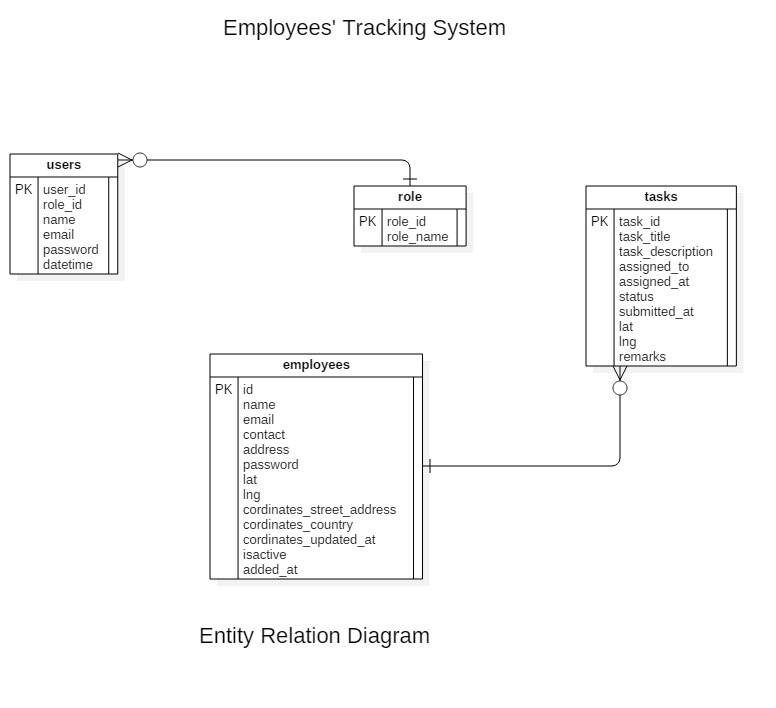 Employees' Tracking System
users
PK user_id
role_id
name
email
password
datetime
role
PK role_id
role_name
tasks
PK task_id
task_title
task_description
assigned_to
assigned_at
status
submitted_at
lat
lng
remarks
employees
PK id
name
email
contact
address
password
lat
lng
cordinates_street_address
cordinates_country
cordinates_updated_at
isactive
added_at
Entity Relation Diagram